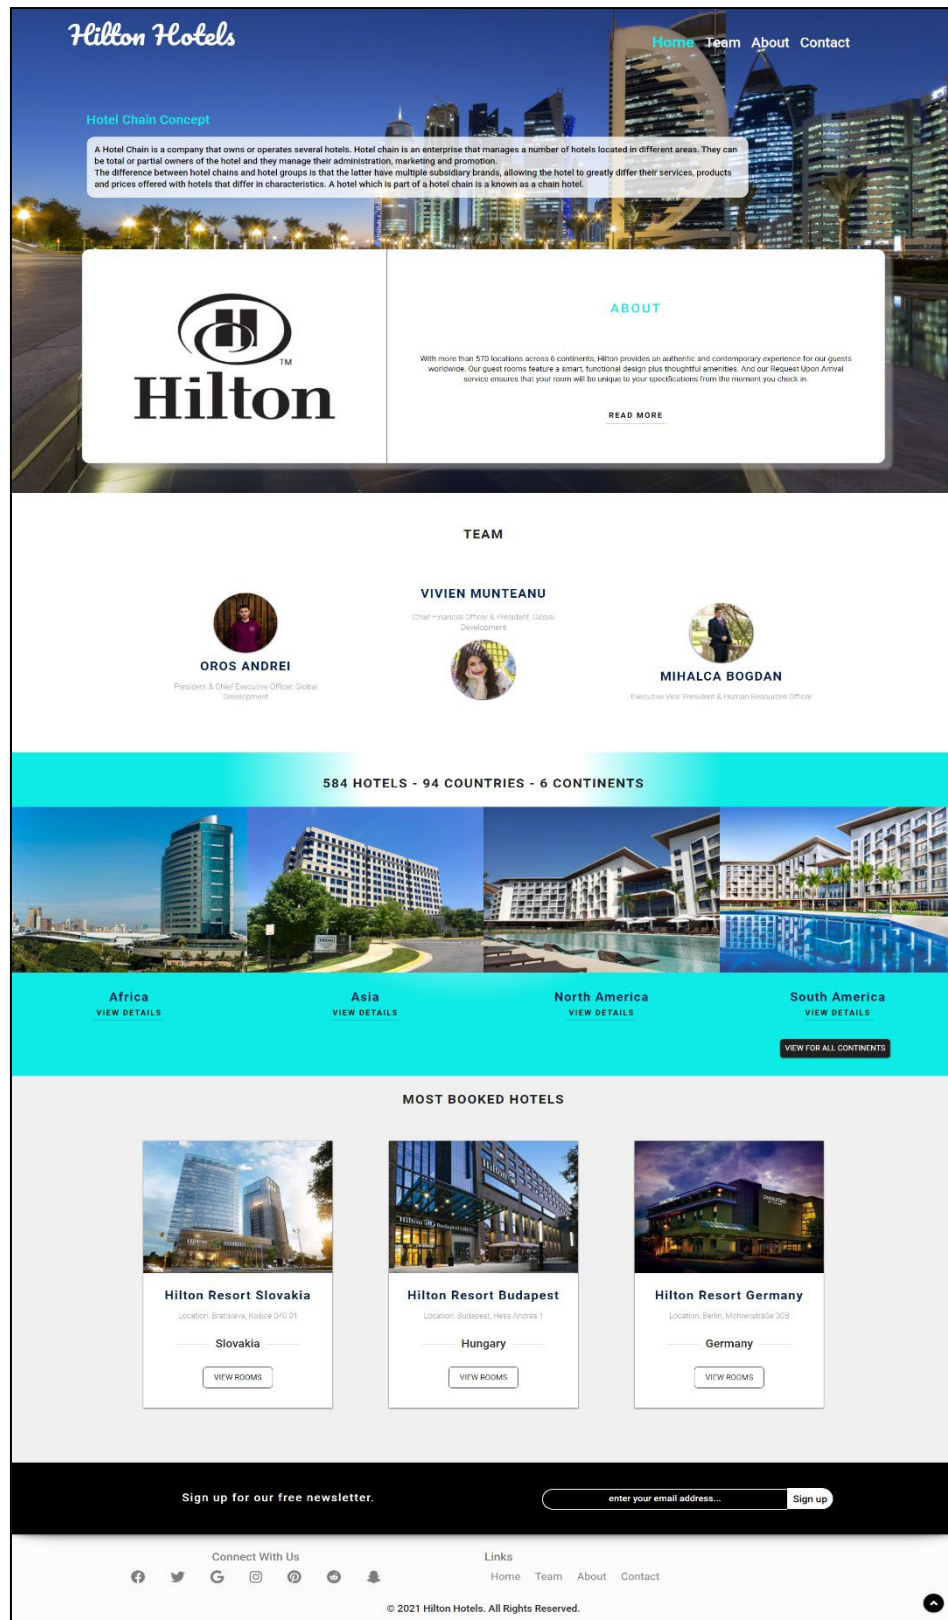 Hilton Hotels
Home Team About Contact
Hotel Chain Concept
A Hotel Chain is a company that owns or operates several hotels. Hotel chain is an enterprise that manages a number of hotels located in different areas. They can
be total or partial owners of the hotel and they manage their administration, marketing and promotion.
The difference between hotel chains and hotel groups is that the latter have multiple subsidiary brands, allowing the hotel to greatly differ their services, products
and prices offered with hotels that differ in characteristics. A hotel which is part of a hotel chain is a known as a chain hotel.
H
TM
Hilton
ABOUT
With more than 570 locations across 6 continents, Hilton provides an authentic and contemporary experience for our guests
worldwide. Our guest rooms feature a smart, functional design plus thoughtful amenities. And our Request Upon Arrival
service ensures that your room will be unique to your specifications from the moment you check in.
READ MORE
TEAM
OROS ANDREI
President & Chief Executive Officer, Global
Development
VIVIEN MUNTEANU
Chief Financial Officer & President, Global
Development
MIHALCA BOGDAN
Executive Vice President & Human Resources Officer
584 HOTELS - 94 COUNTRIES - 6 CONTINENTS
Africa
VIEW DETAILS
Asia
VIEW DETAILS
North America
VIEW DETAILS
South America
VIEW DETAILS
VIEW FOR ALL CONTINENTS
MOST BOOKED HOTELS
Hilton Resort Slovakia
Location: Bratislava, Košice 040 01
Slovakia
VIEW ROOMS
Hilton Resort Budapest
Location: Budapest, Hess András 1
Hungary
VIEW ROOMS
Hilton Resort Germany
Location: Berlin, Mohrenstraße 30B
Germany
VIEW ROOMS
Sign up for our free newsletter.
enter your email address... Sign up
Connect With Us
Links
Home Team About Contact
© 2021 Hilton Hotels. All Rights Reserved.